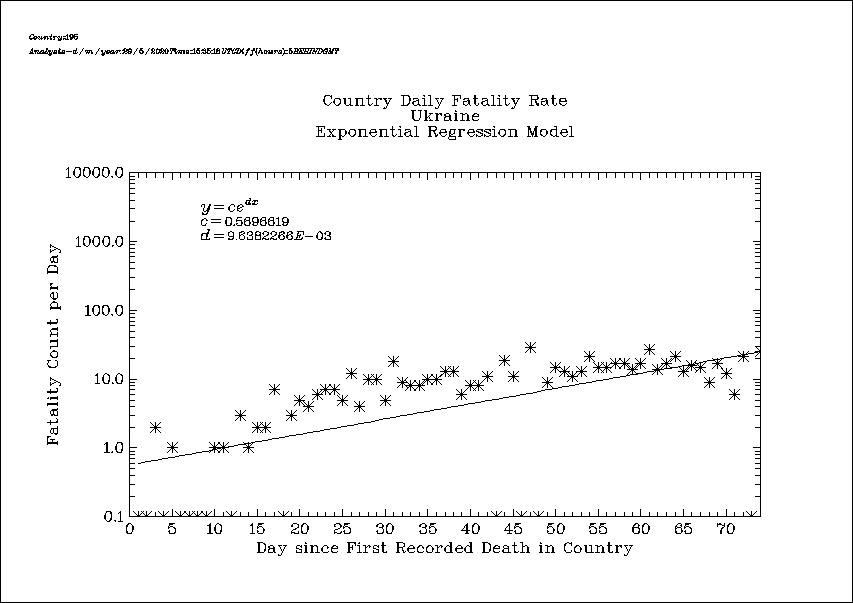 Country:195
Country Daily Fatality Rate
Ukraine
Exponential Regression Model
10000.0
y=ce^dx
c=0.5696619
d=9.6382266E-03
1000.0
100.0
10.0
1.0
0.1
Fatality Count per Day
0 5 10 15 20 25 30 35 40 45 50 55 60 65 70
Day since First Recorded Death in Country